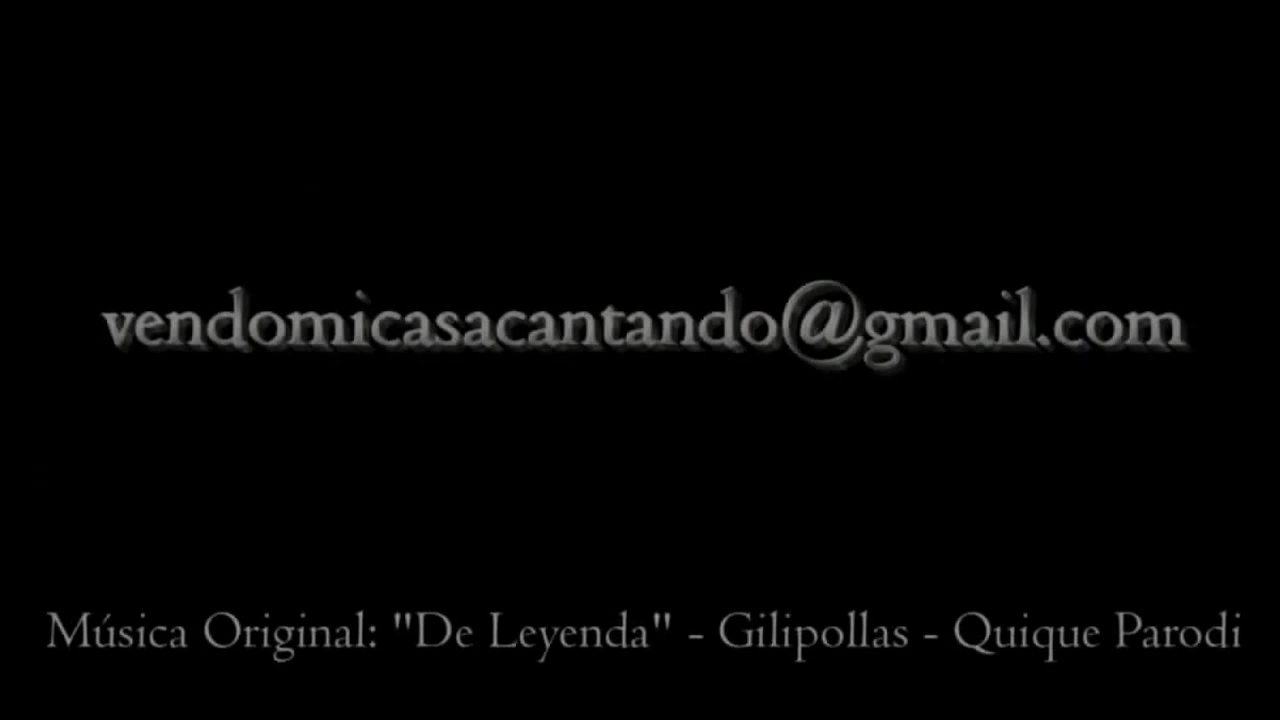 vendomicasacantando@gmail.com
Música Original: "De Leyenda" - Gilipollas - Quique Parodi